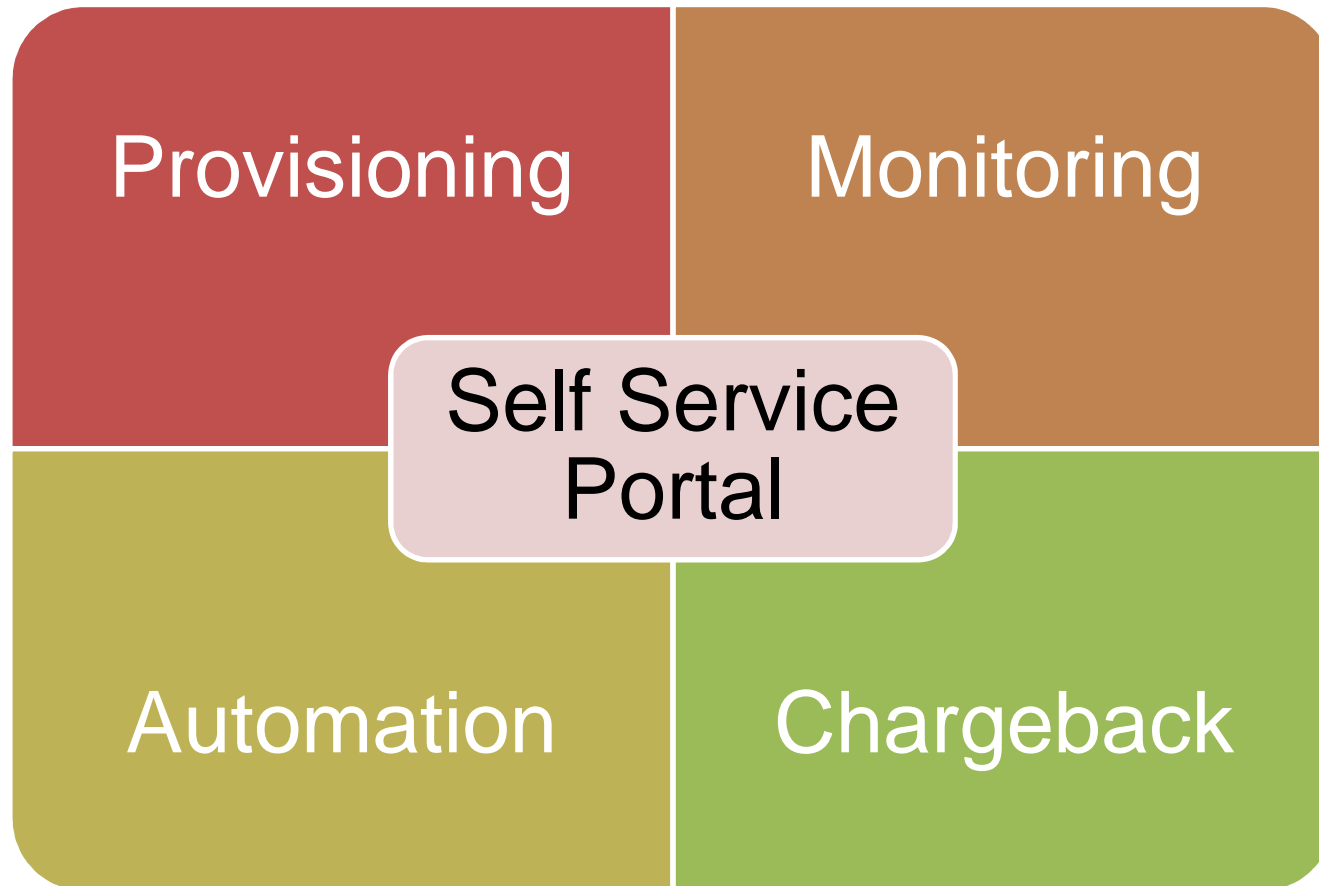 Provisioning
Monitoring
Self Service
Portal
Automation
Chargeback